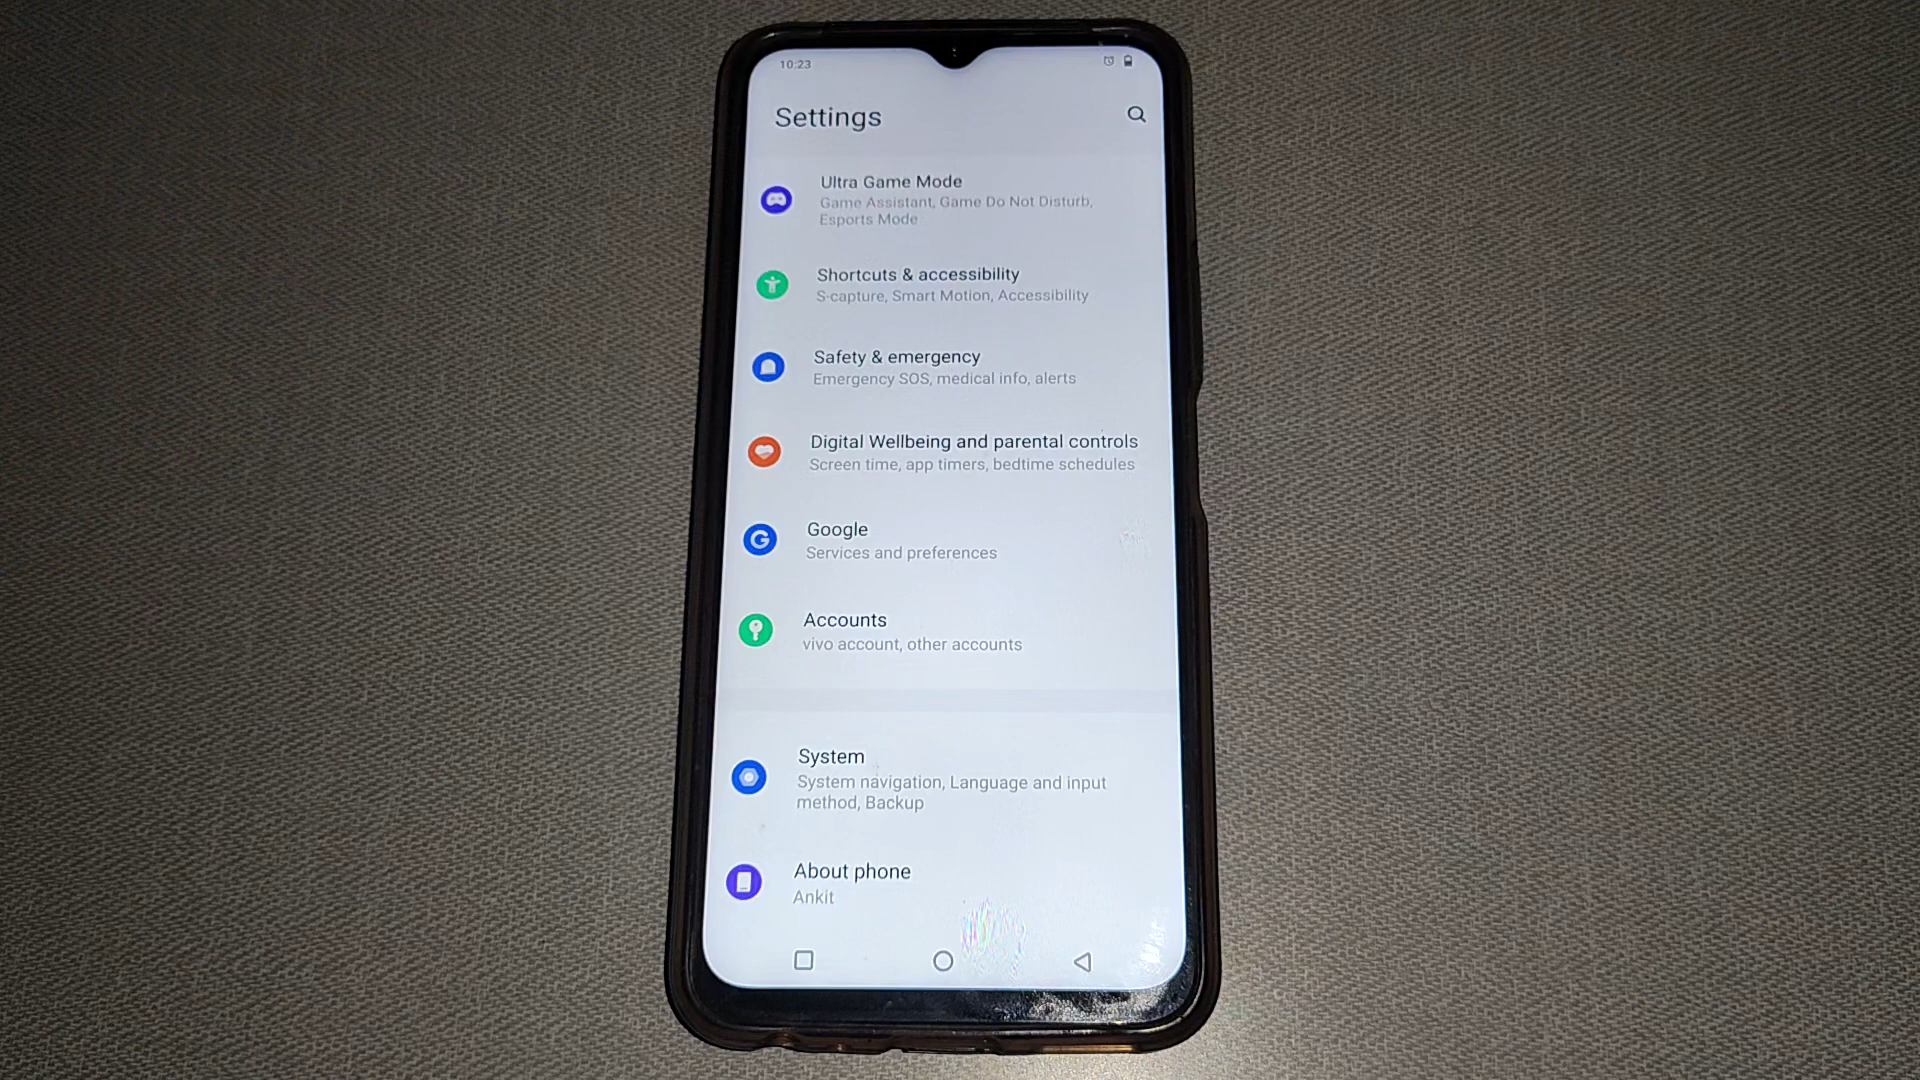 10:23
Settings
Ultra Game Mode
Game Assistant, Game Do Not Disturb,
Esports Mode
Shortcuts & accessibility
S-capture, Smart Motion, Accessibility
Safety & emergency
Emergency SOS, medical info, alerts
Digital Wellbeing and parental controls
Screen time, app timers, bedtime schedules
Google
Services and preferences
Accounts
vivo account, other accounts
System
System navigation, Language and input
method, Backup
About phone
Ankit